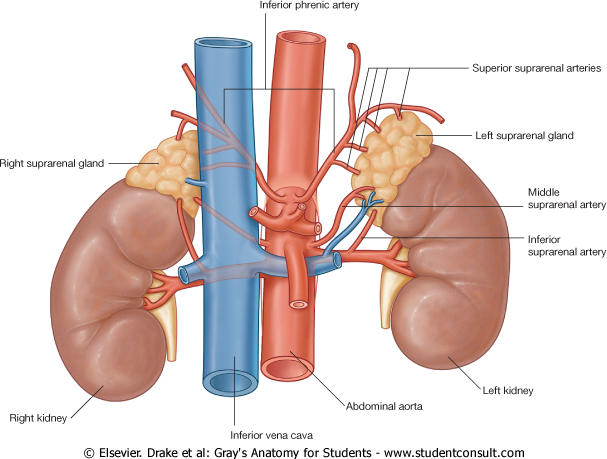 Inferior phrenic artery
Superior suprarenal arteries
Left suprarenal gland
Right suprarenal gland
Middle
suprarenal artery
Inferior
suprarenal artery
Left kidney
Abdominal aorta
Right kidney
Inferior vena cava
© Elsevier. Drake et al: Gray's Anatomy for Students - www.studentconsult.com